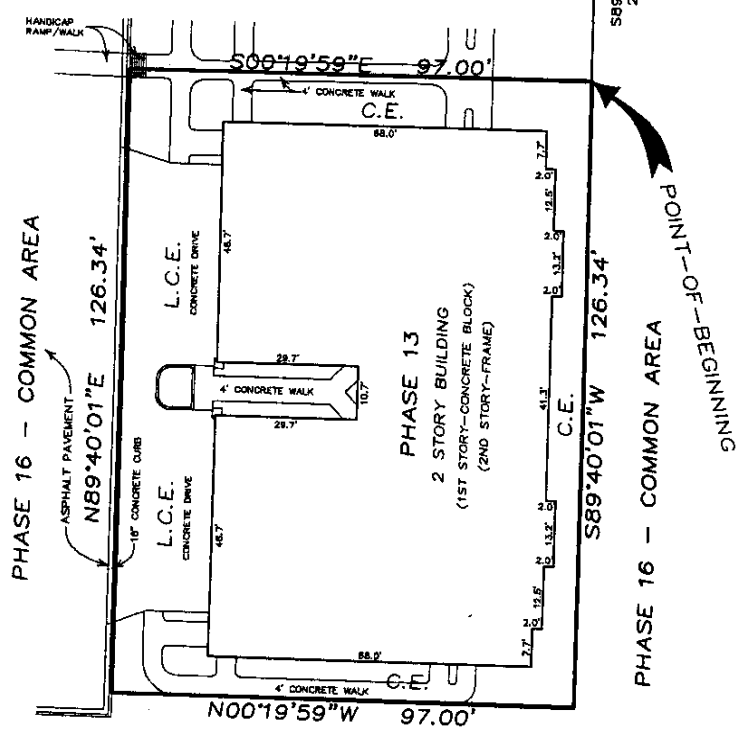 HANDICAP
RAMP/WALK
S89
2
S00°19'59"E 97.00'
4' CONCRETE WALK
C.E.
68.0'
7.7'
2.0'
12.5'
2.0'
13.2'
2.0'
POINT-OF-BEGINNING
PHASE 16 - COMMON AREA
ASPHALT PAVEMENT
N89°40'01"E 126.34'
16" CONCRETE CURB
L.C.E.
CONCRETE DRIVE
46.7'
29.7'
4' CONCRETE WALK
10.7'
29.7'
PHASE 13
2 STORY BUILDING
(1ST STORY-CONCRETE BLOCK)
(2ND STORY-FRAME)
41.3'
C.E.
S89°40'01"W 126.34'
PHASE 16 - COMMON AREA
L.C.E.
CONCRETE DRIVE
46.7'
2.0'
13.2'
2.0'
12.5'
2.0'
7.7'
68.0'
C.E.
4' CONCRETE WALK
N00°19'59"W 97.00'